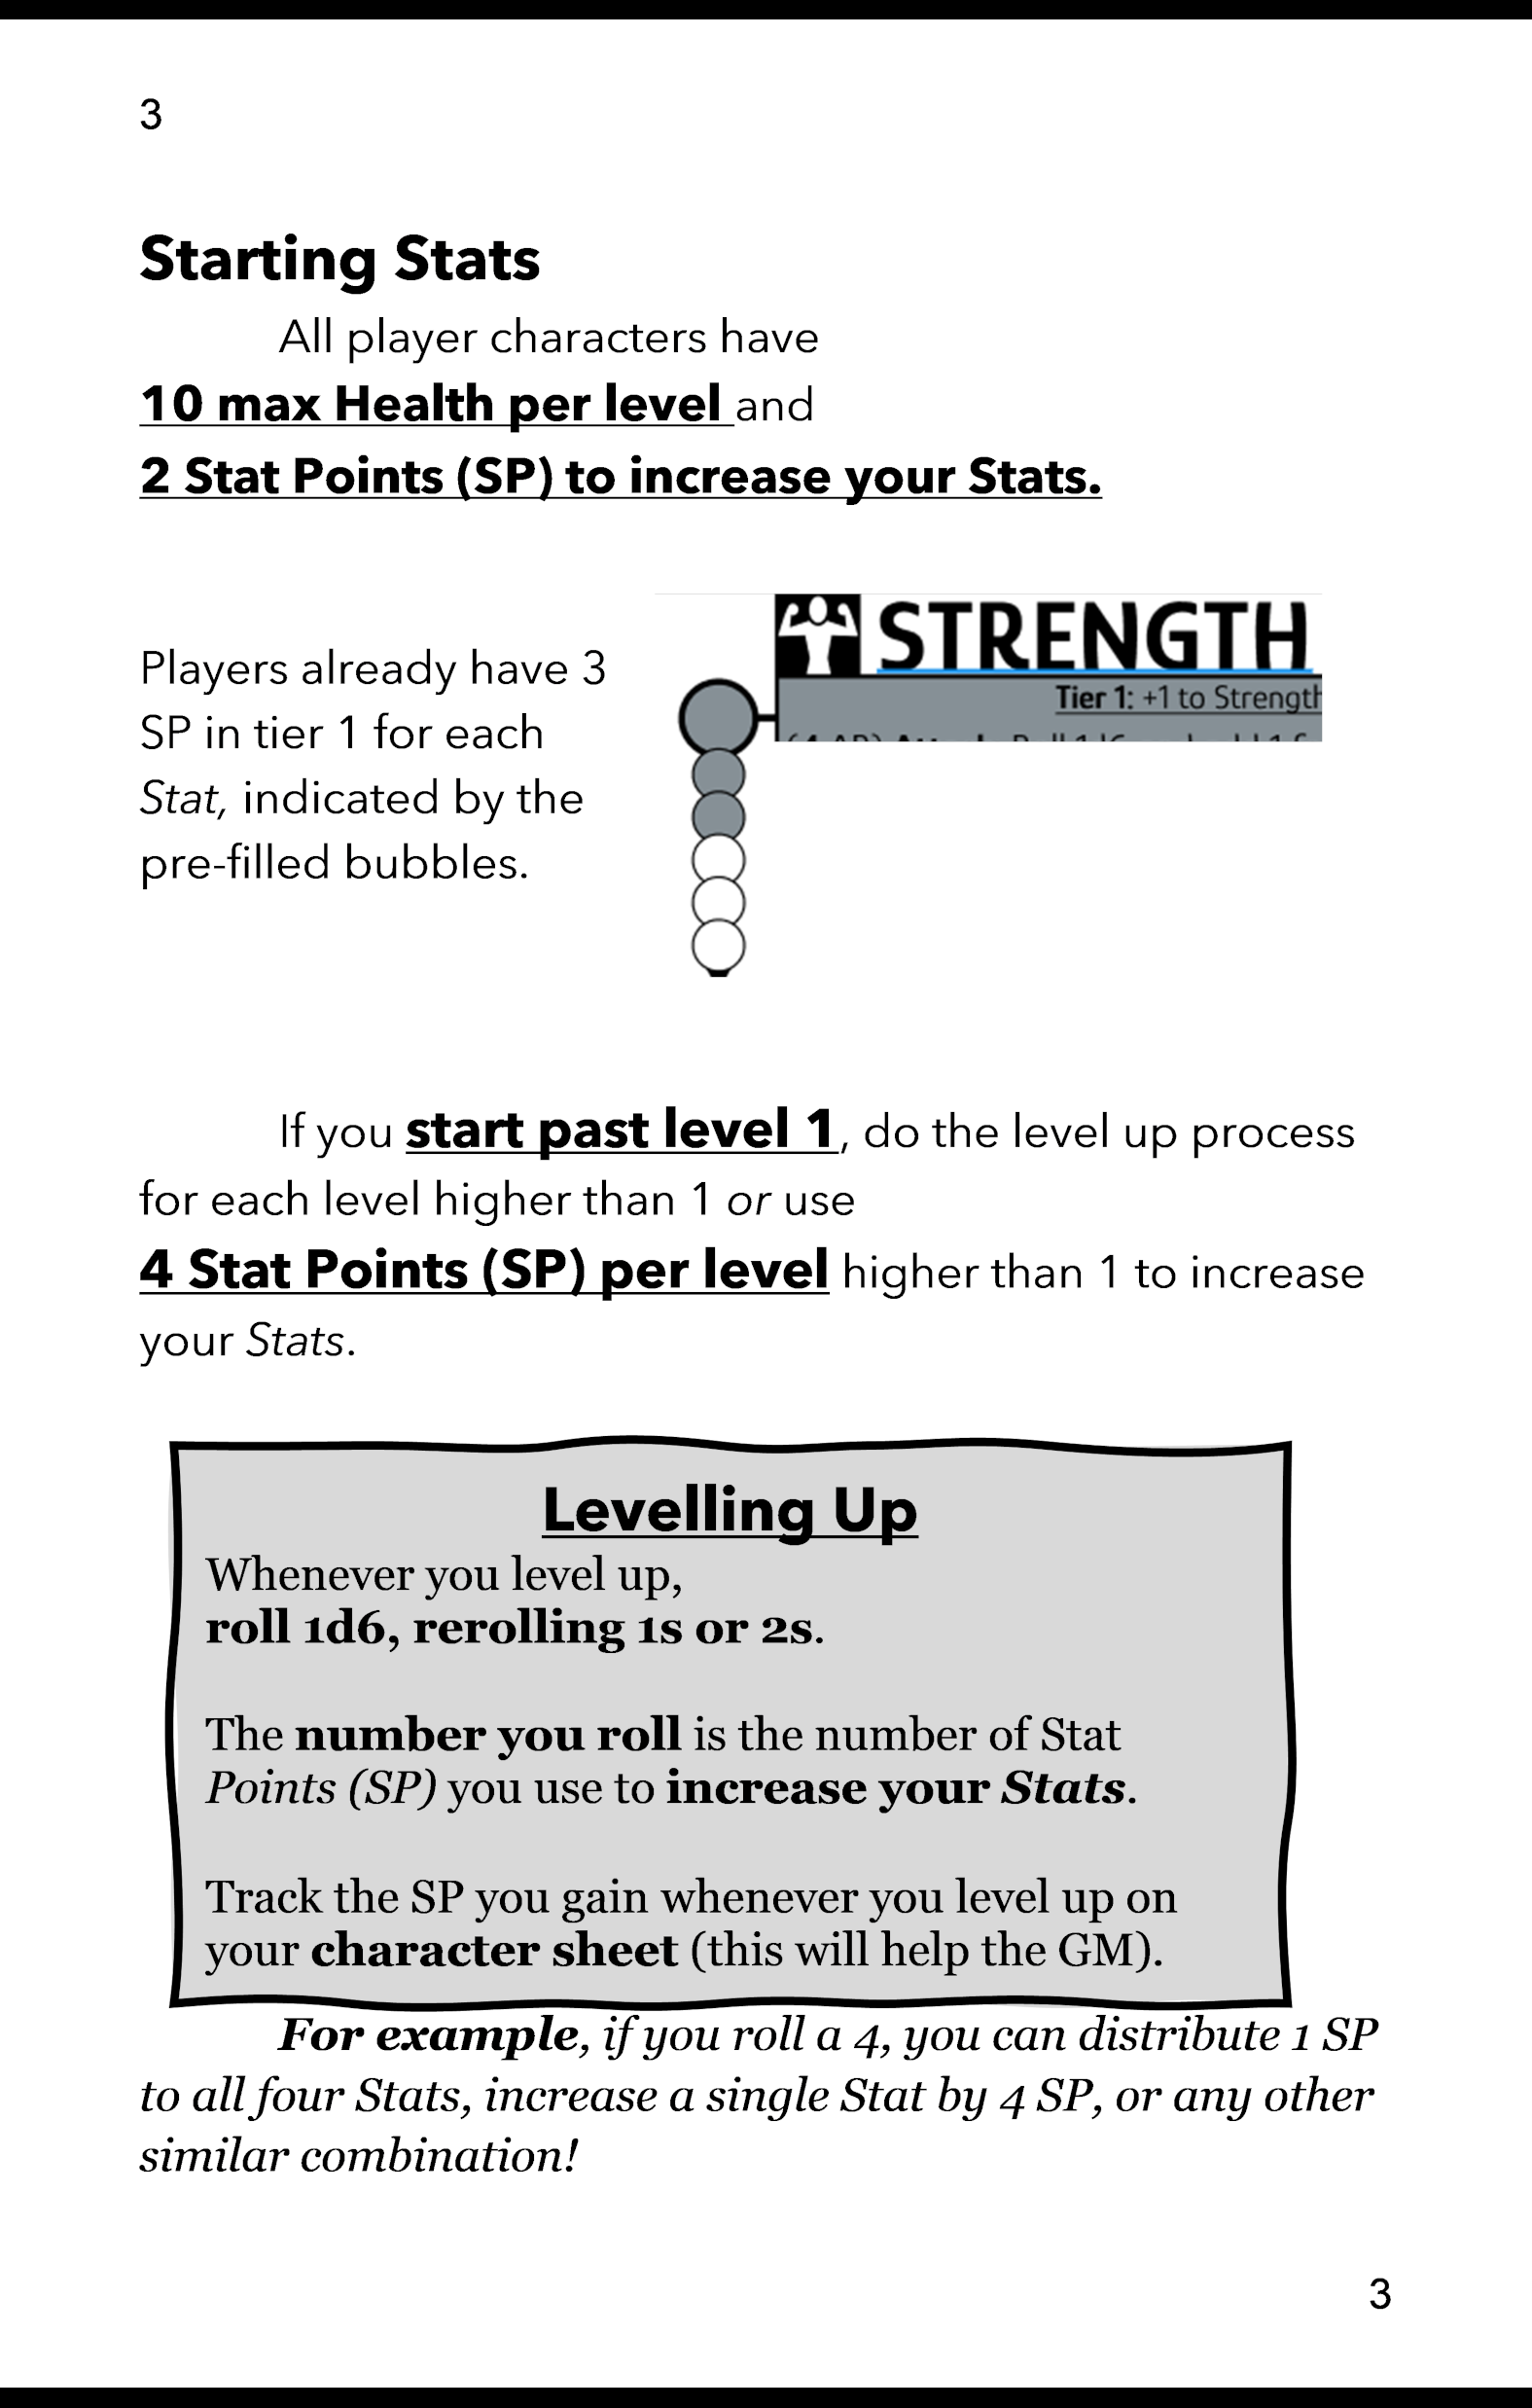 3
Starting Stats
All player characters have
10 max Health per level and
2 Stat Points (SP) to increase your Stats.
Players already have 3
SP in tier 1 for each
Stat, indicated by the
pre-filled bubbles.
STRENGTH
Tier 1: +1 to Strength
If you start past level 1, do the level up process
for each level higher than 1 or use
4 Stat Points (SP) per level higher than 1 to increase
your Stats.
Levelling Up
Whenever you level up,
roll 1d6, rerolling 1s or 2s.
The number you roll is the number of Stat
Points (SP) you use to increase your Stats.
Track the SP you gain whenever you level up on
your character sheet (this will help the GM).
For example, if you roll a 4, you can distribute 1 SP
to all four Stats, increase a single Stat by 4 SP, or any other
similar combination!
3